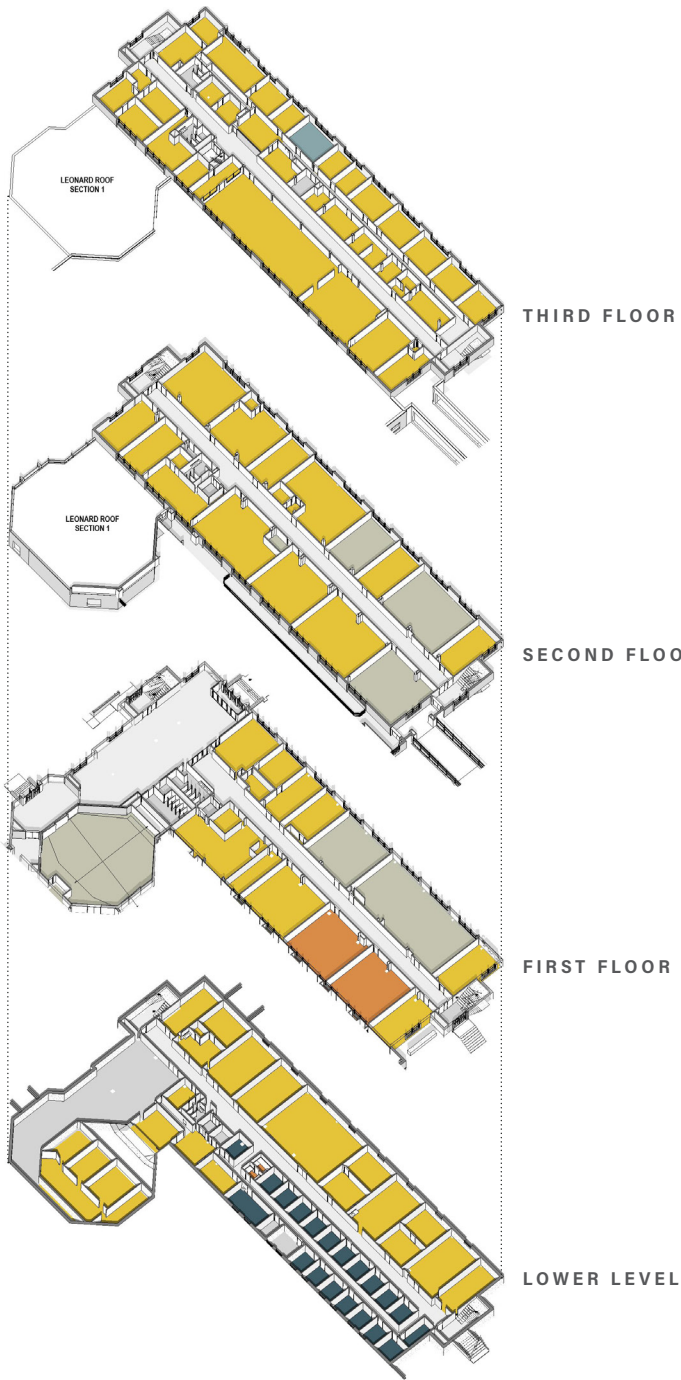 LEONARD ROOF
SECTION 1
THIRD FLOOR
LEONARD ROOF
SECTION 1
SECOND FLOO
FIRST FLOOR
LOWER LEVEL